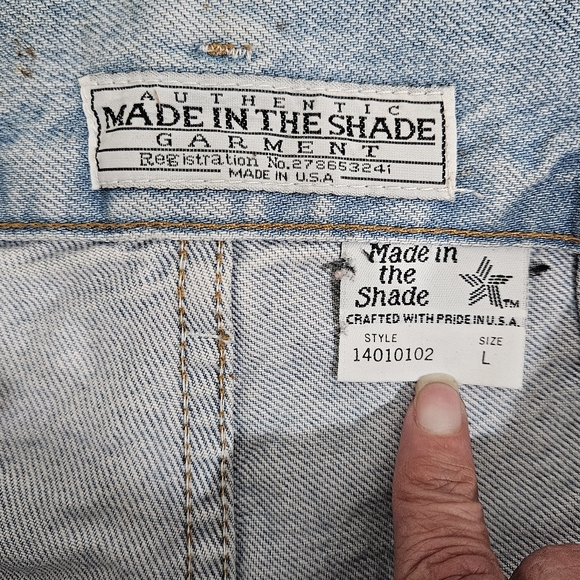 AUTHENTIC
MADE IN THE SHADE
GARMENT
Registration No. 278653241
MADE IN U.S.A
Made in
the
Shade
TM
CRAFTED WITH PRIDE IN U.S.A.
STYLE SIZE
14010102 L